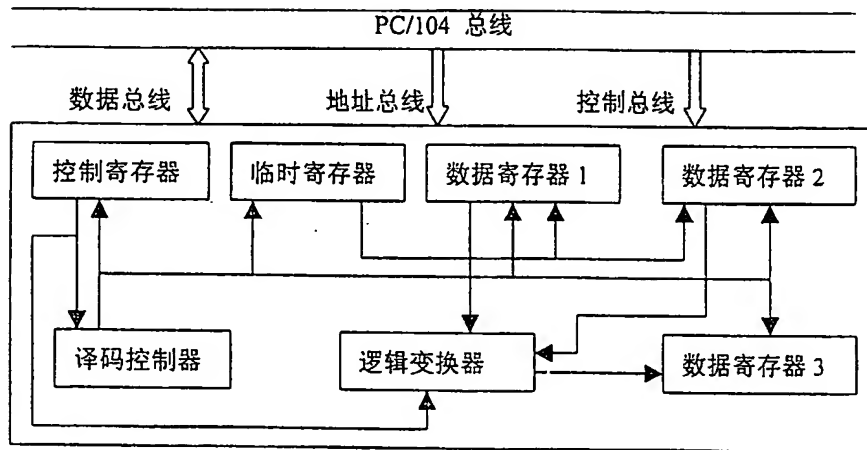 PC/104 总线
数据总线
地址总线
控制总线
控制寄存器
临时寄存器
数据寄存器 1
数据寄存器 2
译码控制器
逻辑变换器
数据寄存器 3